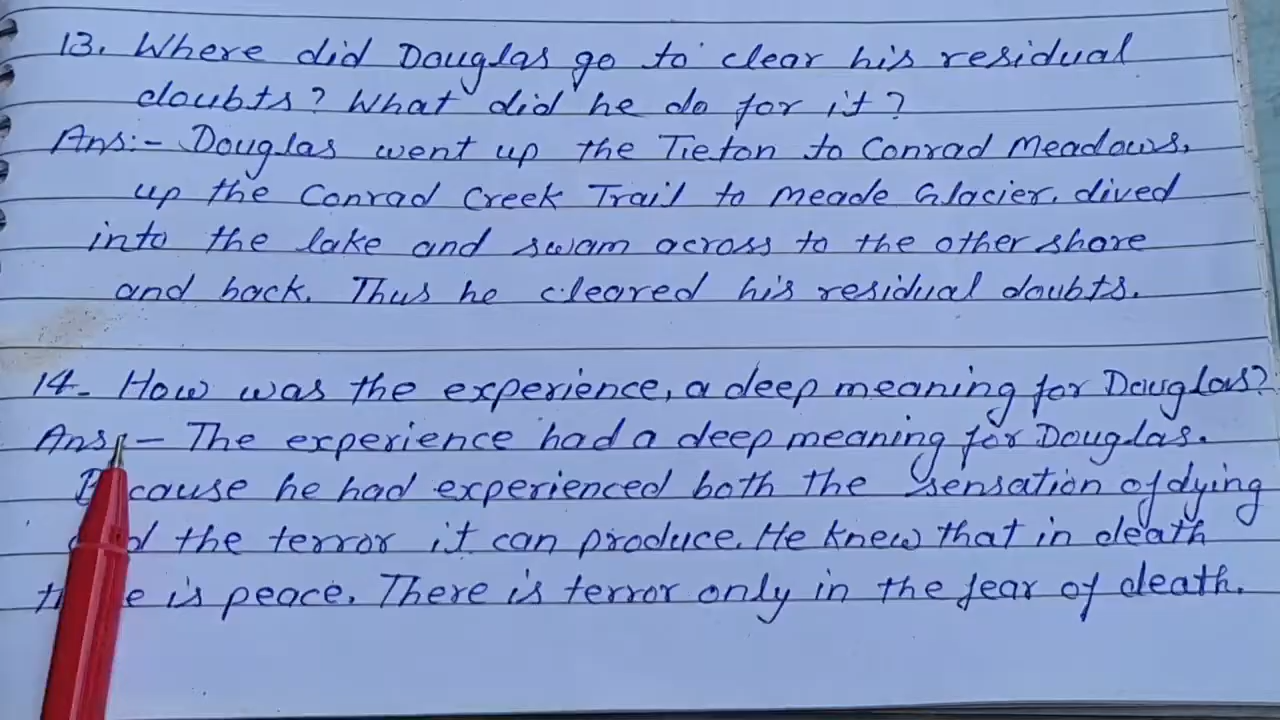 13. Where did Douglas go to clear his residual
doubts? What did he do for it?
Ans:- Douglas went up the Tieton to Conrad Meadows,
up the Conrad Creek Trail to meade Glacier, dived
into the lake and swam across to the other shore
and back. Thus he cleared his residual doubts.
14- How was the experience, a deep meaning for Douglas?
Ans:- The experience had a deep meaning for Douglas.
Because he had experienced both the sensation of dying
the terror it can produce. He knew that in death
is peace. There is terror only in the fear of death.